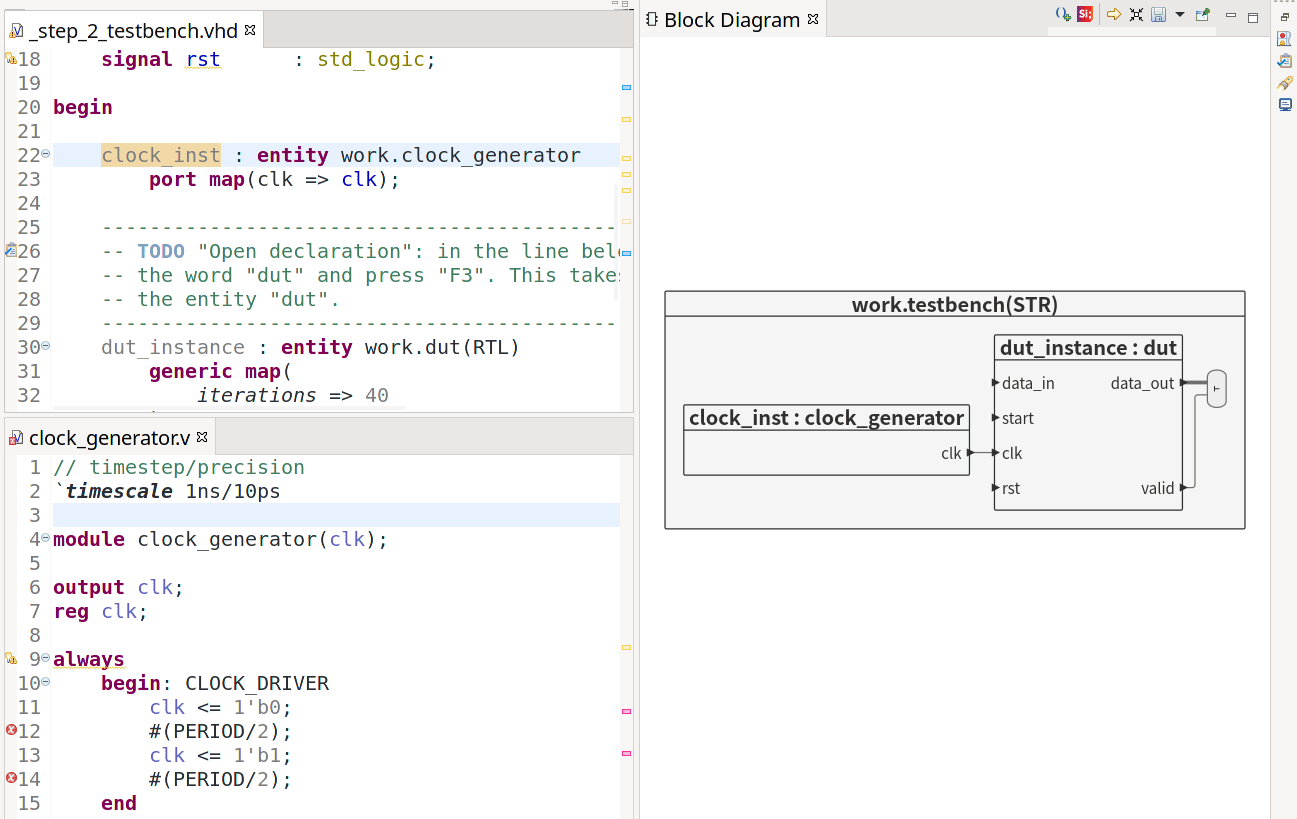 _step_2_testbench.vhd
18 signal rst : std_logic;
19
20 begin
21
22 clock_inst : entity work.clock_generator
23 port map(clk => clk);
24
25 -------------------------------------------
26 -- TODO "Open declaration": in the line bel
27 -- the word "dut" and press "F3". This take
28 -- the entity "dut".
29 -------------------------------------------
30 dut_instance : entity work.dut(RTL)
31 generic map(
32 iterations => 40
clock_generator.v
1 // timestep/precision
2 `timescale 1ns/10ps
3
4 module clock_generator(clk);
5
6 output clk;
7 reg clk;
8
9 always
10 begin: CLOCK_DRIVER
11 clk <= 1'b0;
12 #(PERIOD/2);
13 clk <= 1'b1;
14 #(PERIOD/2);
15 end
Block Diagram
Si
work.testbench(STR)
dut_instance : dut
data_in data_out
clock_inst : clock_generator
start
clk clk
rst valid